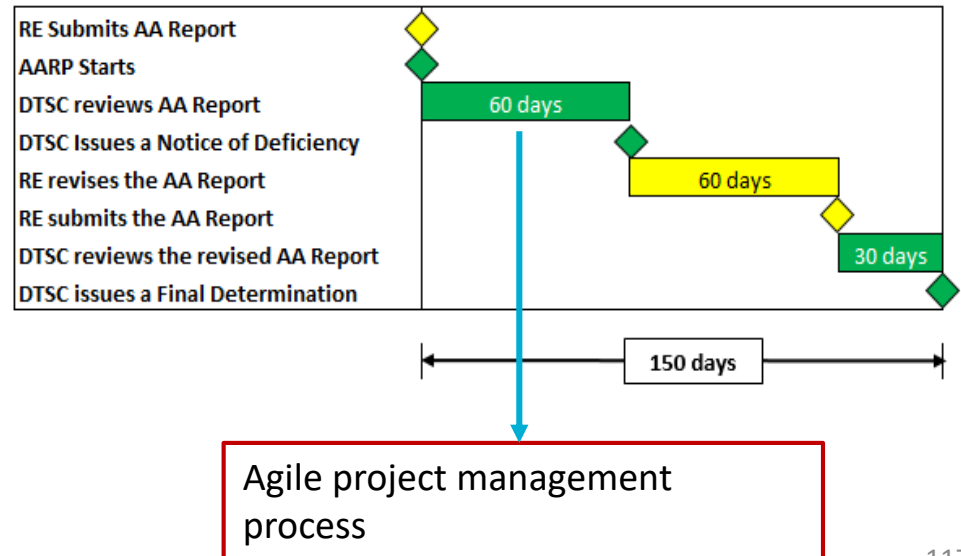 RE Submits AA Report
AARP Starts
DTSC reviews AA Report
60 days
DTSC Issues a Notice of Deficiency
RE revises the AA Report
60 days
RE submits the AA Report
DTSC reviews the revised AA Report
30 days
DTSC issues a Final Determination
150 days
Agile project management
process